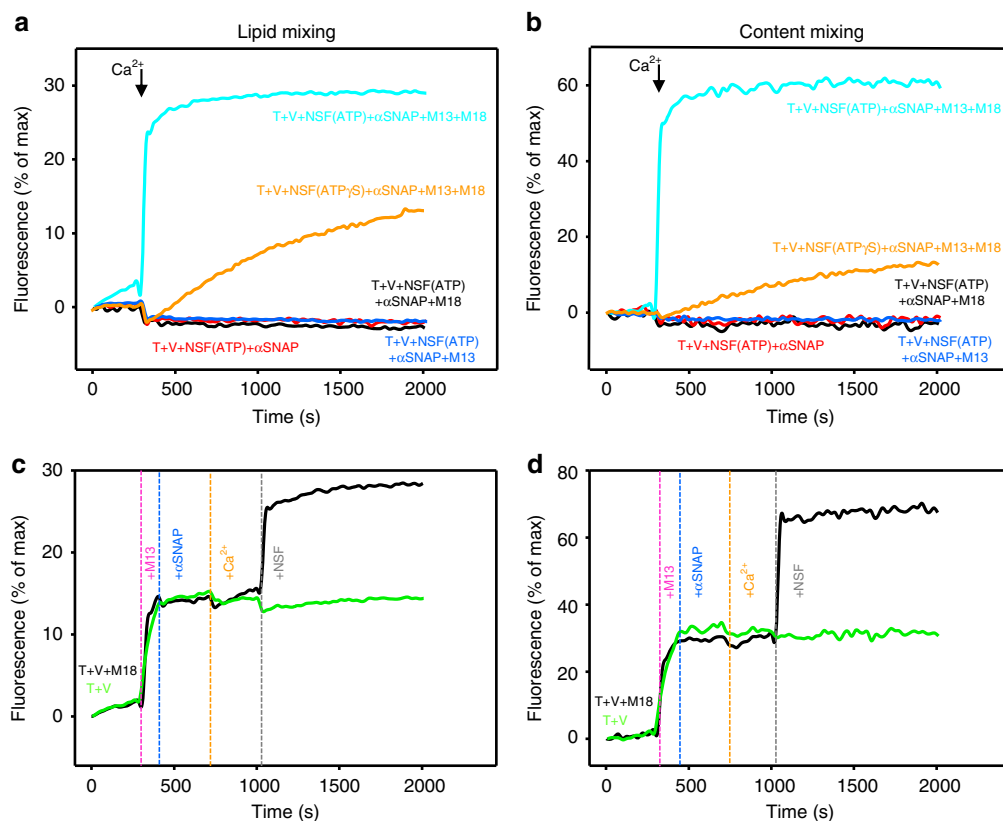 a
Lipid mixing
Ca2+
Fluorescence (% of max)
30
20
10
0
T+V+NSF(ATP)+αSNAP+M13+M18
T+V+NSF(ATPγS)+αSNAP+M13+M18
T+V+NSF(ATP)
+αSNAP+M18
T+V+NSF(ATP)+αSNAP
T+V+NSF(ATP)
+αSNAP+M13
0 500 1000 1500 2000
Time (s)
b
Content mixing
Ca2+
Fluorescence (% of max)
60
40
20
0
T+V+NSF(ATP)+αSNAP+M13+M18
T+V+NSF(ATPγS)+αSNAP+M13+M18
T+V+NSF(ATP)
+αSNAP+M18
T+V+NSF(ATP)+αSNAP
T+V+NSF(ATP)
+αSNAP+M13
0 500 1000 1500 2000
Time (s)
c
Fluorescence (% of max)
30
20
10
0
+M13
+αSNAP
+Ca2+
+NSF
T+V+M18
T+V
0 500 1000 1500 2000
Time (s)
d
Fluorescence (% of max)
80
60
40
20
0
+M13
+αSNAP
+Ca2+
+NSF
T+V+M18
T+V
0 500 1000 1500 2000
Time (s)